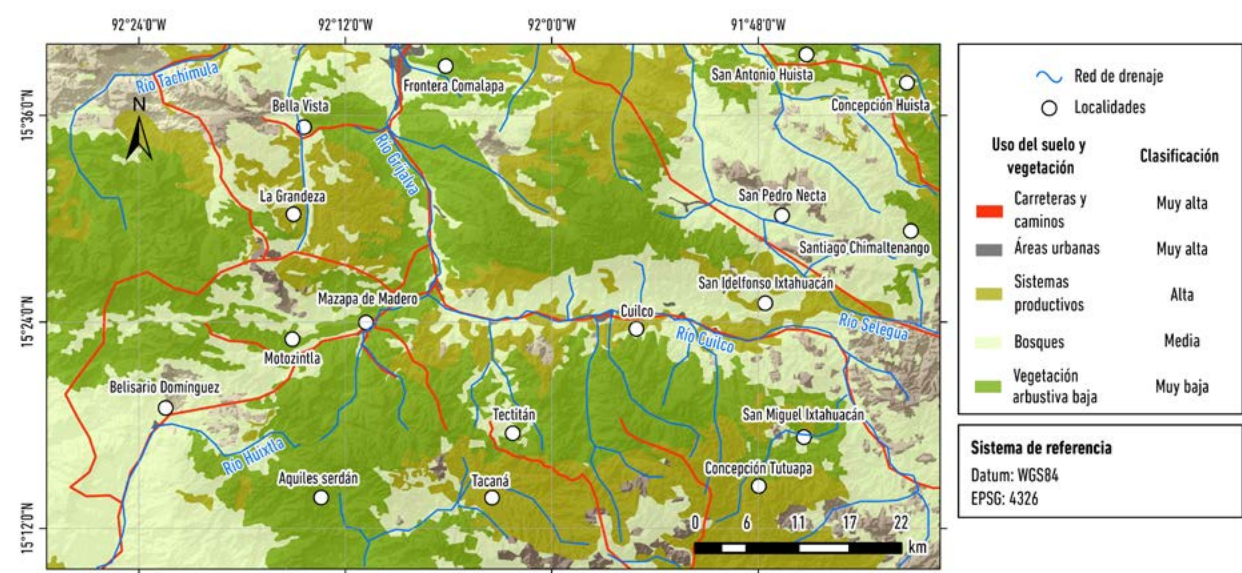 92°24'0"W
92°12'0"W
92°0'0"W
91°48'0"W
15°36'0"N
15°24'0"N
15°12'0"N
Río Tachimula
N
Frontera Comalapa
San Antonio Huista
Concepción Huista
Bella Vista
Río Grijalva
La Grandeza
San Pedro Necta
Santiago Chimaltenango
San Idelfonso Ixtahuacán
Mazapa de Madero
Cuilco
Río Cuilco
Río Selegua
Motozintla
Belisario Domínguez
Río Huixtla
Tectitán
San Miguel Ixtahuacán
Concepción Tutuapa
Aquiles serdán
Tacaná
0 6 11 17 22
km
Red de drenaje
Localidades
Uso del suelo y
vegetación
Clasificación
Carreteras y
caminos
Muy alta
Áreas urbanas
Muy alta
Sistemas
productivos
Alta
Bosques
Media
Vegetación
arbustiva baja
Muy baja
Sistema de referencia
Datum: WGS84
EPSG: 4326